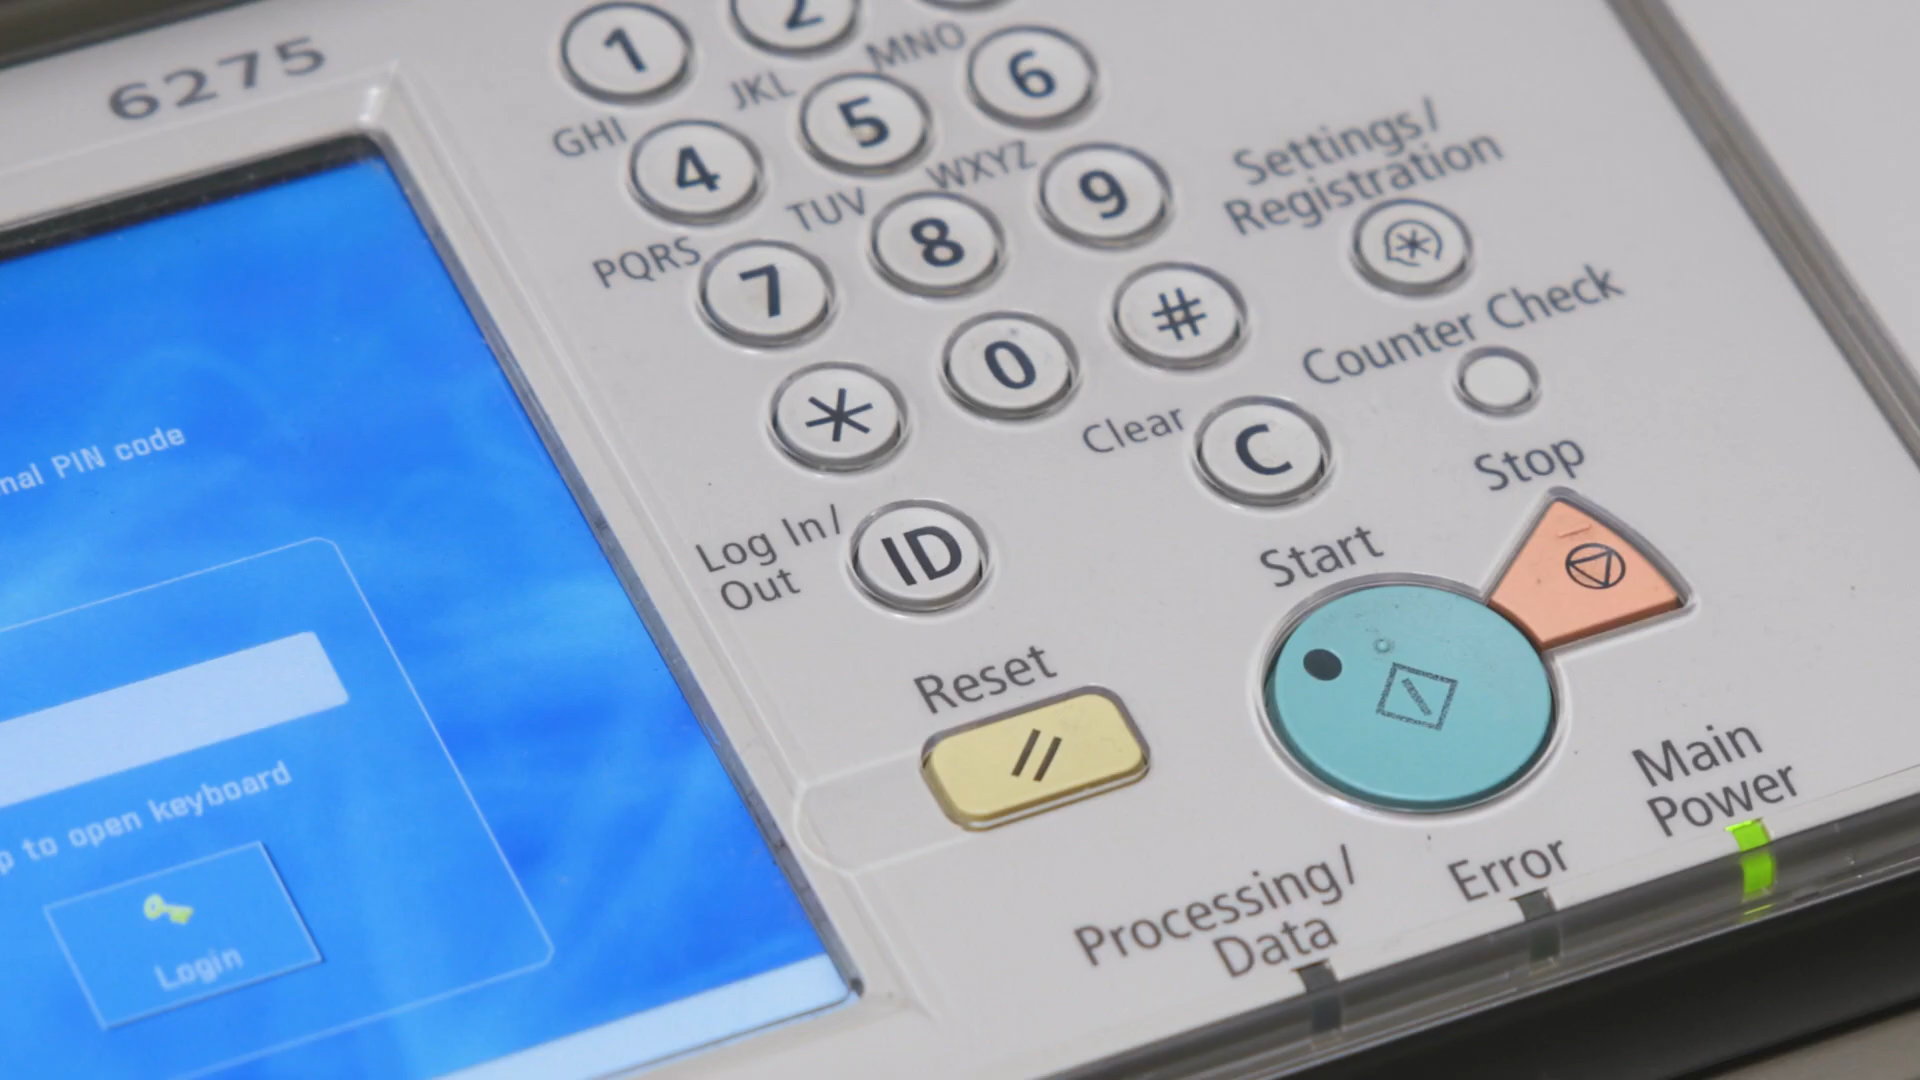 6275
nal PIN code
p to open keyboard
Login
1
2
MNO
6
JKL
5
GHI
4
WXYZ
9
TUV
8
PQRS
7
*
0
#
Settings/
Registration
Counter Check
Clear
C
Log In/
Out
ID
Stop
Start
Reset
Main
Power
Error
Processing/
Data